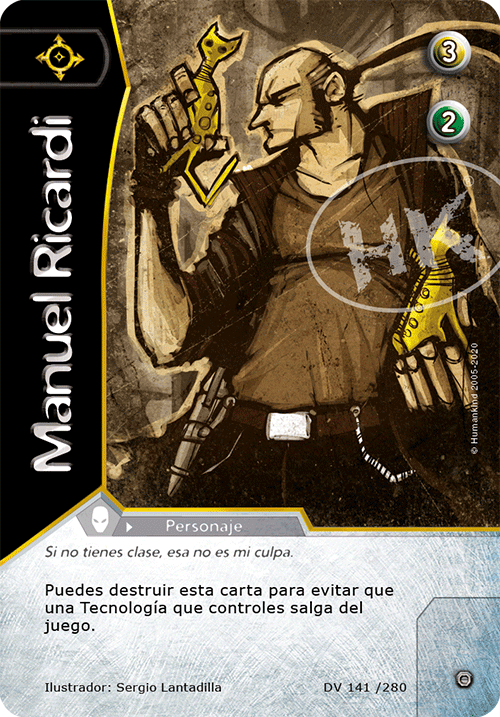 3
2
Manuel Ricardi
HK
®
© Humankind 2005-2020
Personaje
Si no tienes clase, esa no es mi culpa.
Puedes destruir esta carta para evitar que
una Tecnología que controles salga del
juego.
Ilustrador: Sergio Lantadilla
DV 141 /280